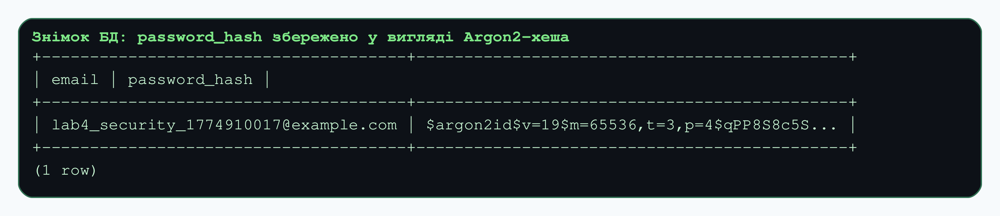 Знімок БД: password_hash збережено у вигляді Argon2-хеша
+--------------------------------------+----------------------------------------------+
| email | password_hash |
+--------------------------------------+----------------------------------------------+
| lab4_security_1774910017@example.com | $argon2id$v=19$m=65536,t=3,p=4$qPP8S8c5S... |
+--------------------------------------+----------------------------------------------+
(1 row)